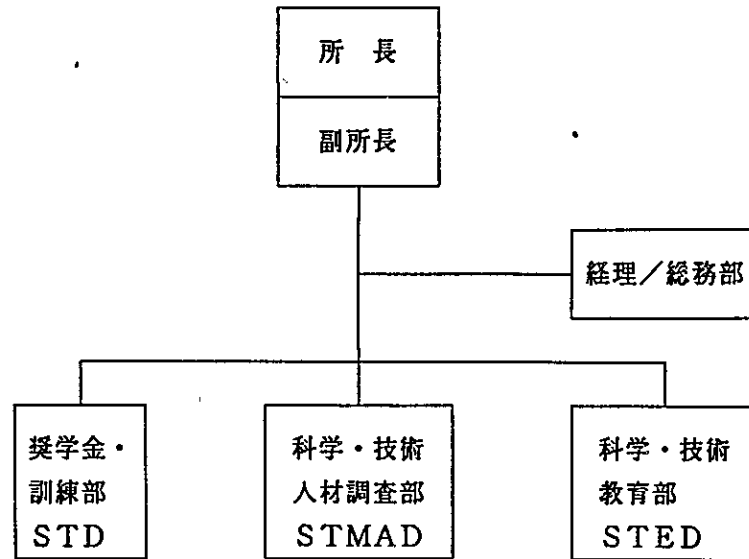 所 長
副所長
経理／総務部
奨学金・
訓練部
STD
科学・技術
人材調査部
STMAD
科学・技術
教育部
STED